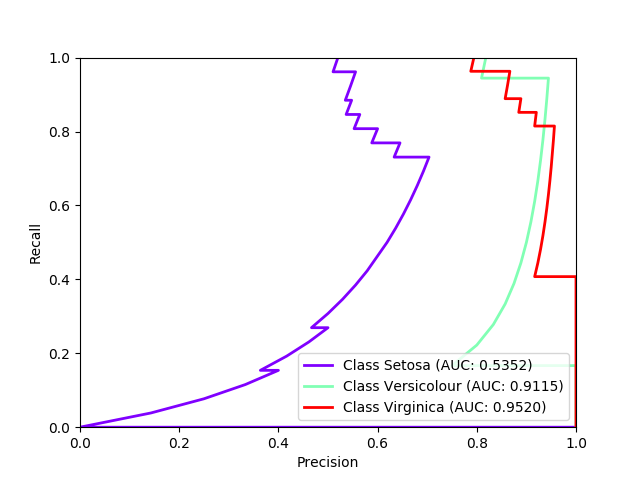 1.0
0.8
0.6
0.4
0.2
0.0
Recall
Class Setosa (AUC: 0.5352)
Class Versicolour (AUC: 0.9115)
Class Virginica (AUC: 0.9520)
0.0 0.2 0.4 0.6 0.8 1.0
Precision